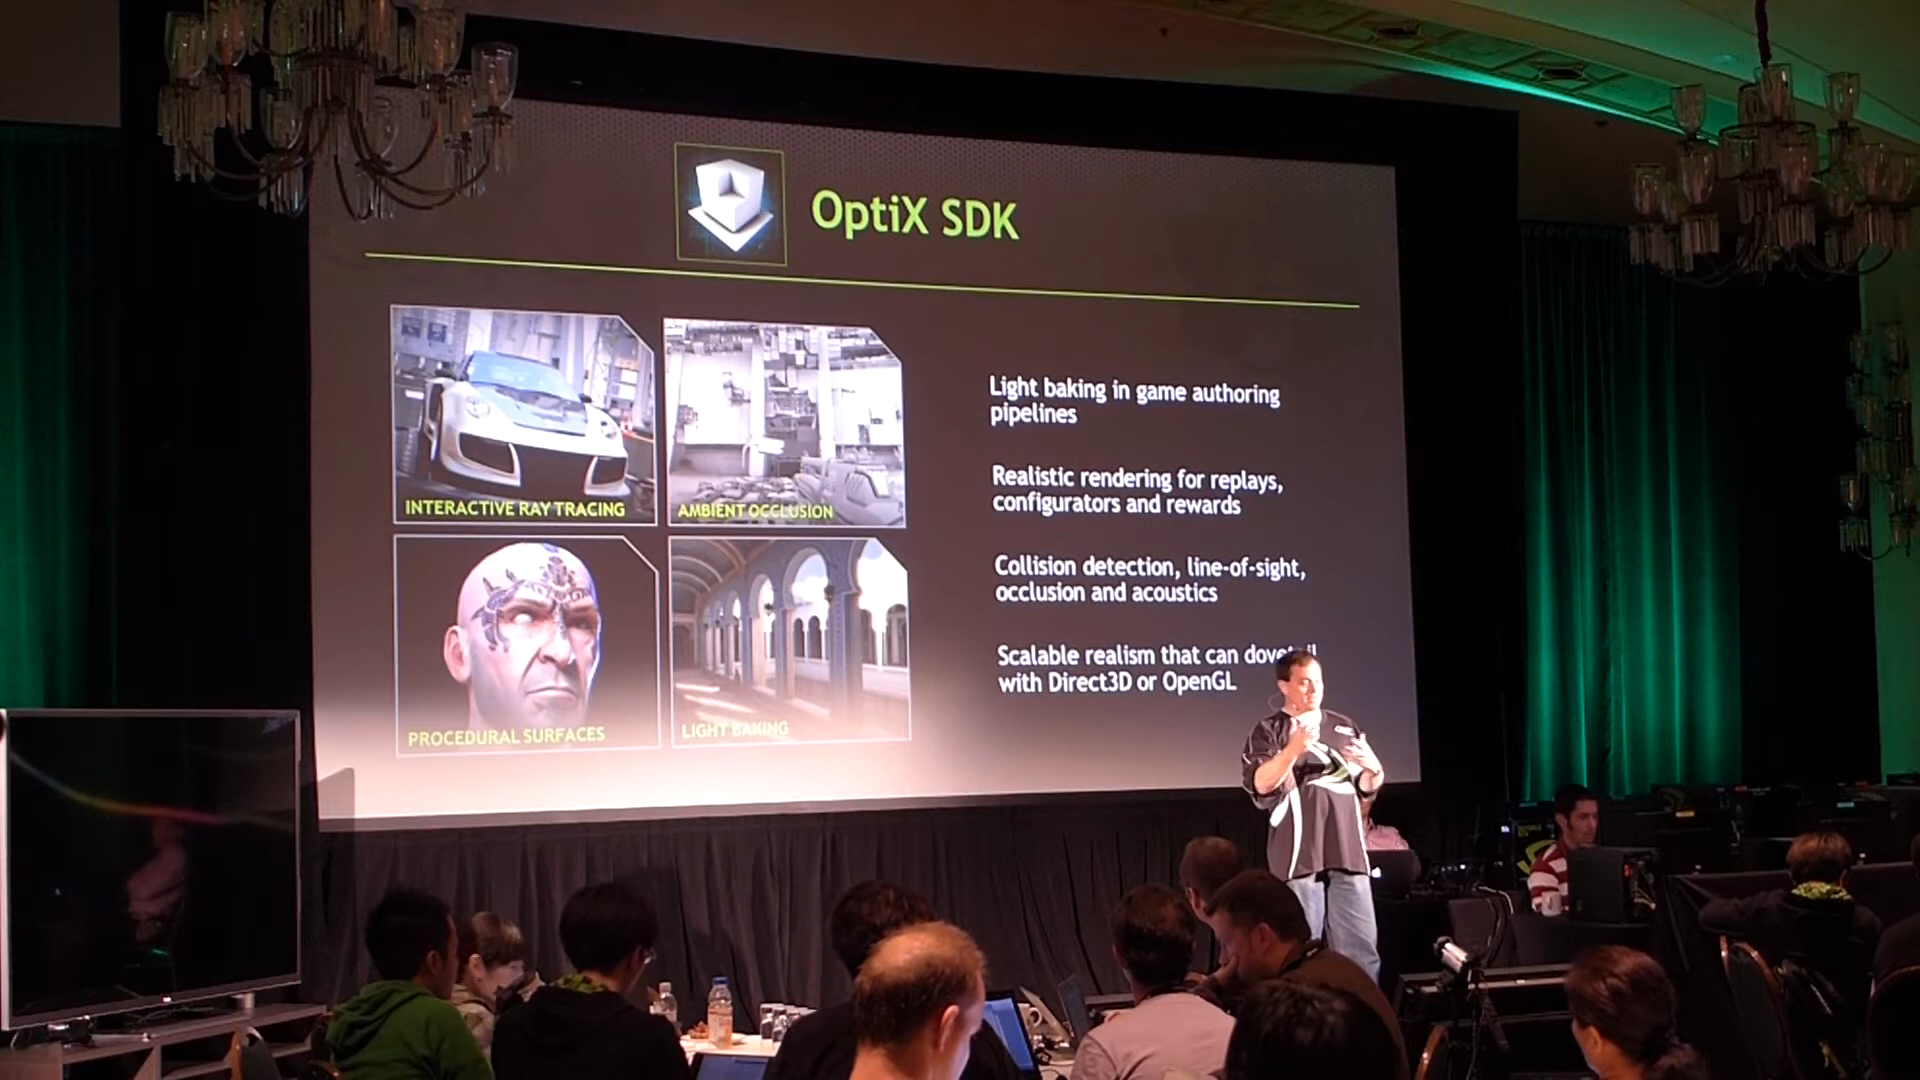 OptiX SDK
INTERACTIVE RAY TRACING
AMBIENT OCCLUSION
PROCEDURAL SURFACES
LIGHT BAKING
Light baking in game authoring
pipelines
Realistic rendering for replays,
configurators and rewards
Collision detection, line-of-sight,
occlusion and acoustics
Scalable realism that can
with Direct3D or OpenGL